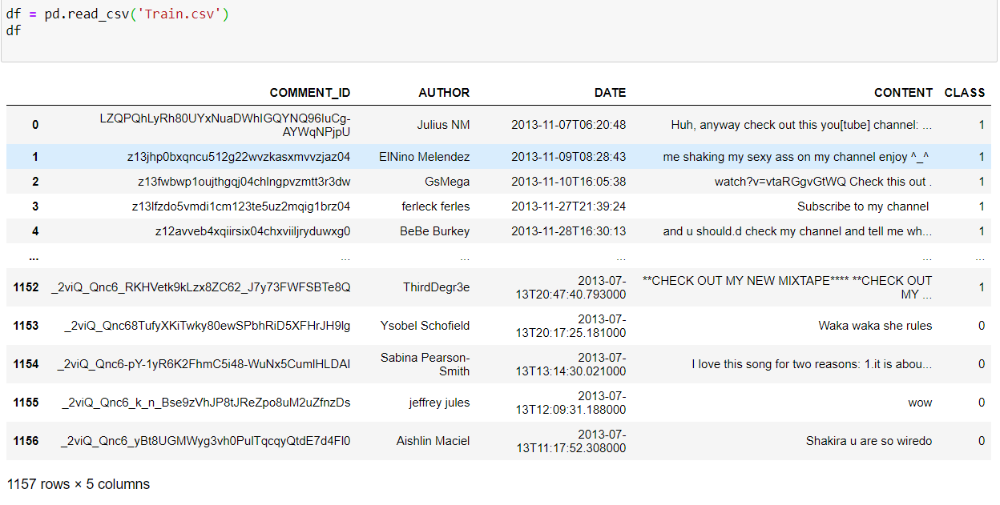 df = pd.read_csv('Train.csv')
df
COMMENT_ID AUTHOR DATE CONTENT CLASS
0 LZQPQhLyRh80UYxNuaDWhIGQYNQ96IuCg-AYWqNPjpU Julius NM 2013-11-07T06:20:48 Huh, anyway check out this you[tube] channel: ... 1
1 z13jhp0bxqncu512g22wvzkasxmvvzjaz04 ElNino Melendez 2013-11-09T08:28:43 me shaking my sexy ass on my channel enjoy ^_^ 1
2 z13fwbwp1oujthgqj04chlngpvzmtt3r3dw GsMega 2013-11-10T16:05:38 watch?v=vtaRGgvGtWQ Check this out . 1
3 z13lfzdo5vmdi1cm123te5uz2mqig1brz04 ferleck ferles 2013-11-27T21:39:24 Subscribe to my channel 1
4 z12avveb4xqiirsix04chxviiljryduwxg0 BeBe Burkey 2013-11-28T16:30:13 and u should.d check my channel and tell me wh... 1
... ... ... ... ... ...
1152 _2viQ_Qnc6_RKHVetk9kLzx8ZC62_J7y73FWFSBTe8Q ThirdDegr3e 2013-07-13T20:47:40.793000 **CHECK OUT MY NEW MIXTAPE**** **CHECK OUT MY ... 1
1153 _2viQ_Qnc68TufyXKiTwky80ewSPbhRiD5XFHrJH9lg Ysobel Schofield 2013-07-13T20:17:25.181000 Waka waka she rules 0
1154 _2viQ_Qnc6-pY-1yR6K2FhmC5i48-WuNx5CumlHLDAI Sabina Pearson-Smith 2013-07-13T13:14:30.021000 I love this song for two reasons: 1.it is abou... 0
1155 _2viQ_Qnc6_k_n_Bse9zVhJP8tJReZpo8uM2uZfnzDs jeffrey jules 2013-07-13T12:09:31.188000 wow 0
1156 _2viQ_Qnc6_yBt8UGMWyg3vh0PulTqcqyQtdE7d4Fl0 Aishlin Maciel 2013-07-13T11:17:52.308000 Shakira u are so wiredo 0
1157 rows × 5 columns